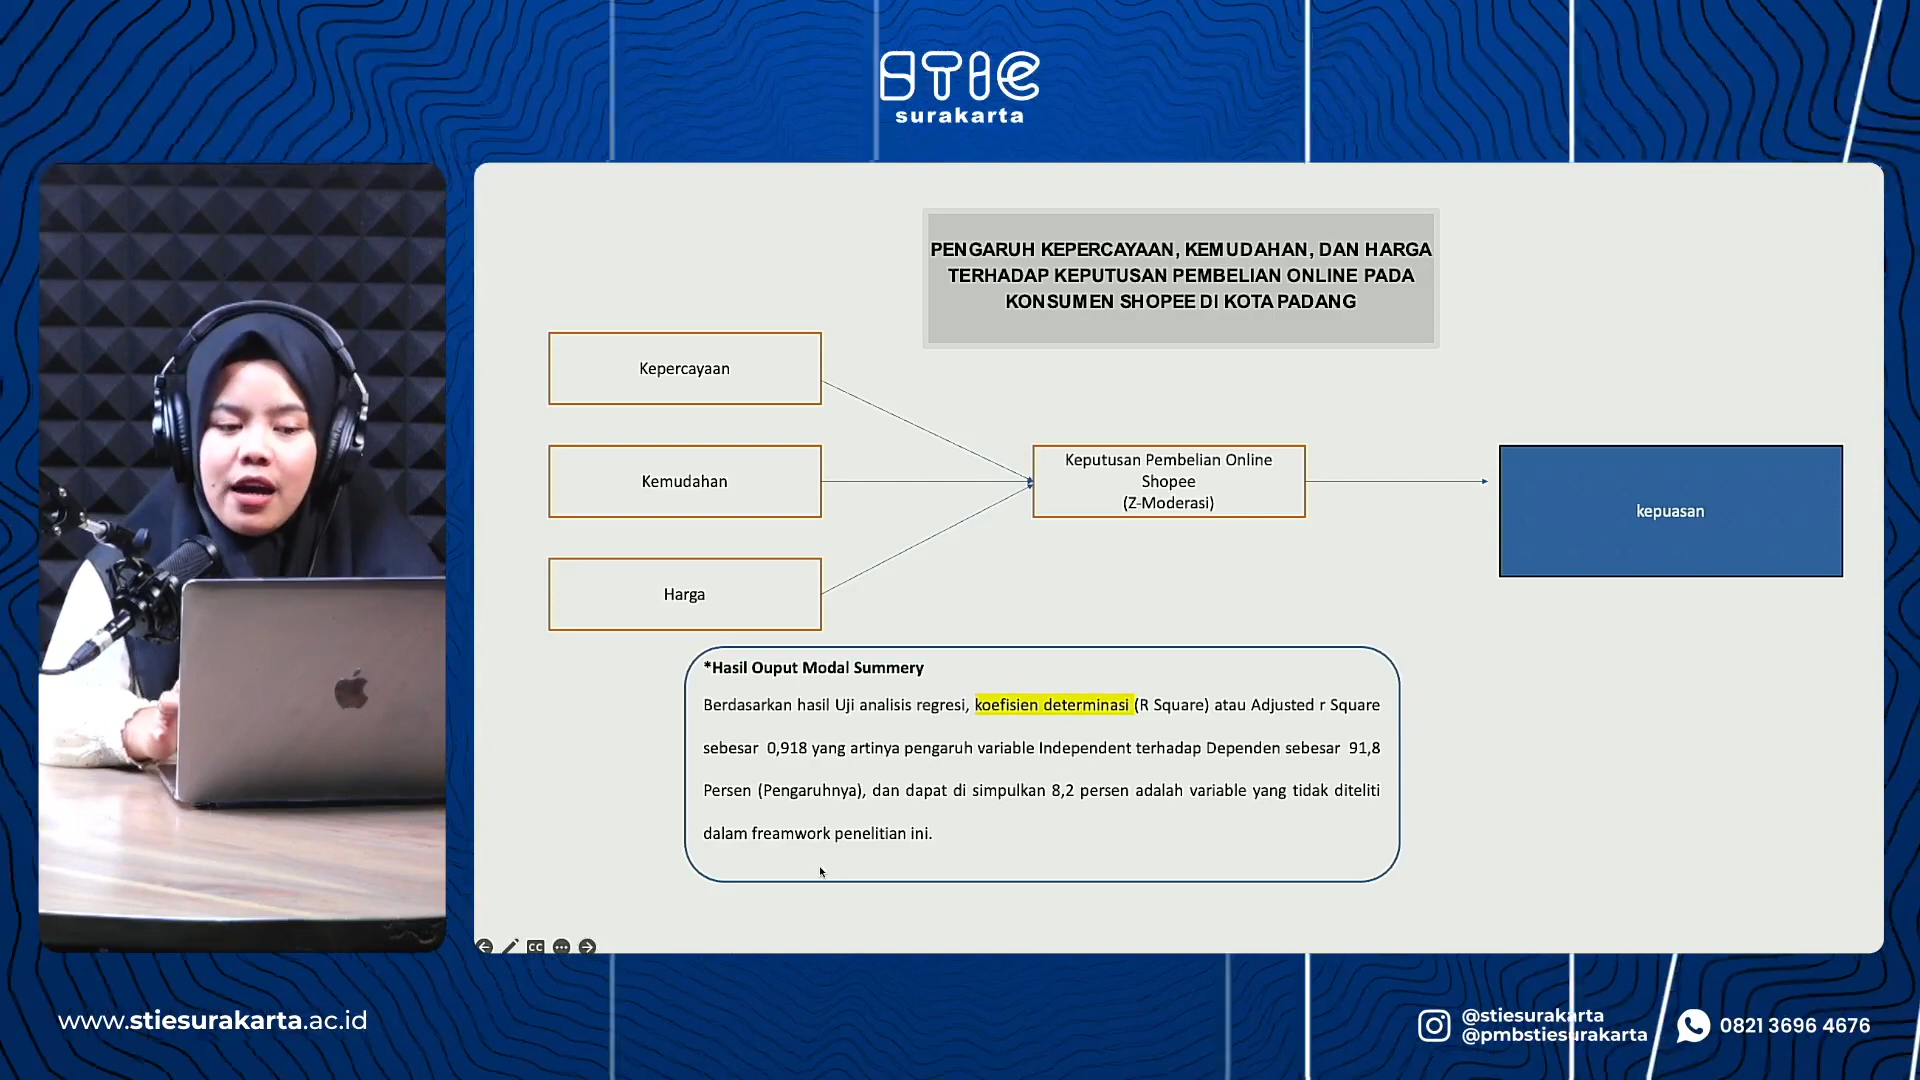 STIE
surakarta
PENGARUH KEPERCAYAAN, KEMUDAHAN, DAN HARGA
TERHADAP KEPUTUSAN PEMBELIAN ONLINE PADA
KONSUMEN SHOPEE DI KOTA PADANG
Kepercayaan
Kemudahan
Harga
Keputusan Pembelian Online
Shopee
(Z-Moderasi)
kepuasan
*Hasil Ouput Modal Summery
Berdasarkan hasil Uji analisis regresi, koefisien determinasi (R Square) atau Adjusted r Square
sebesar 0,918 yang artinya pengaruh variable Independent terhadap Dependen sebesar 91,8
Persen (Pengaruhnya), dan dapat di simpulkan 8,2 persen adalah variable yang tidak diteliti
dalam freamwork penelitian ini.
CC
www.stiesurakarta.ac.id
@stiesurakarta
@pmbstiesurakarta
0821 3696 4676